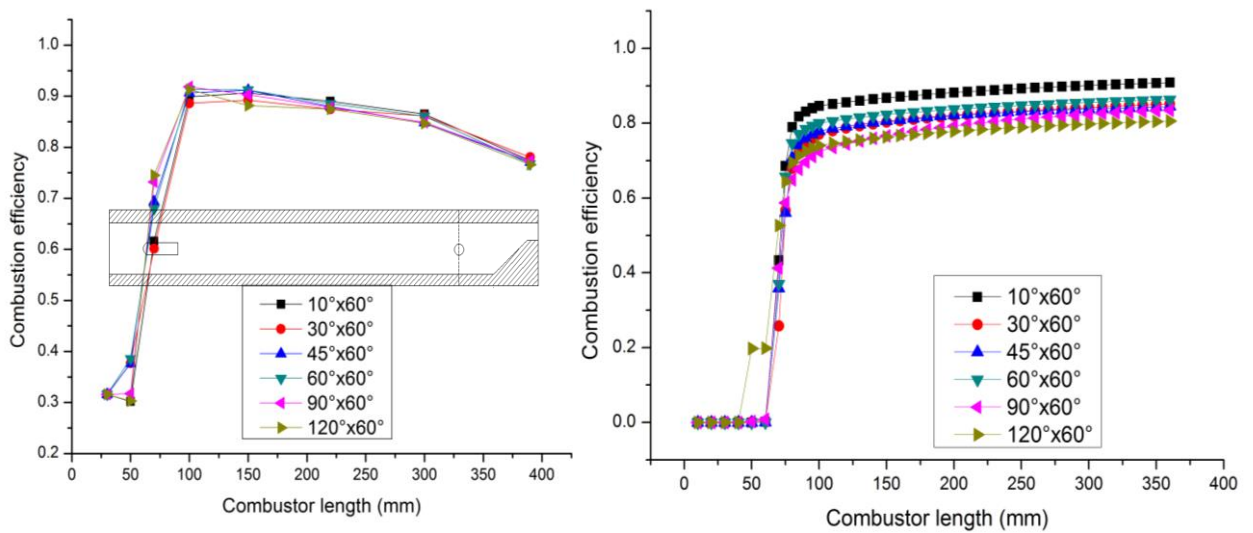 1.0
0.9
0.8
0.7
0.6
0.5
0.4
0.3
0.2
0 50 100 150 200 250 300 350 400
Combustion efficiency
Combustor length (mm)
10°x60°
30°x60°
45°x60°
60°x60°
90°x60°
120°x60°
1.0
0.8
0.6
0.4
0.2
0.0
0 50 100 150 200 250 300 350 400
Combustion efficiency
Combustor length (mm)
10°x60°
30°x60°
45°x60°
60°x60°
90°x60°
120°x60°